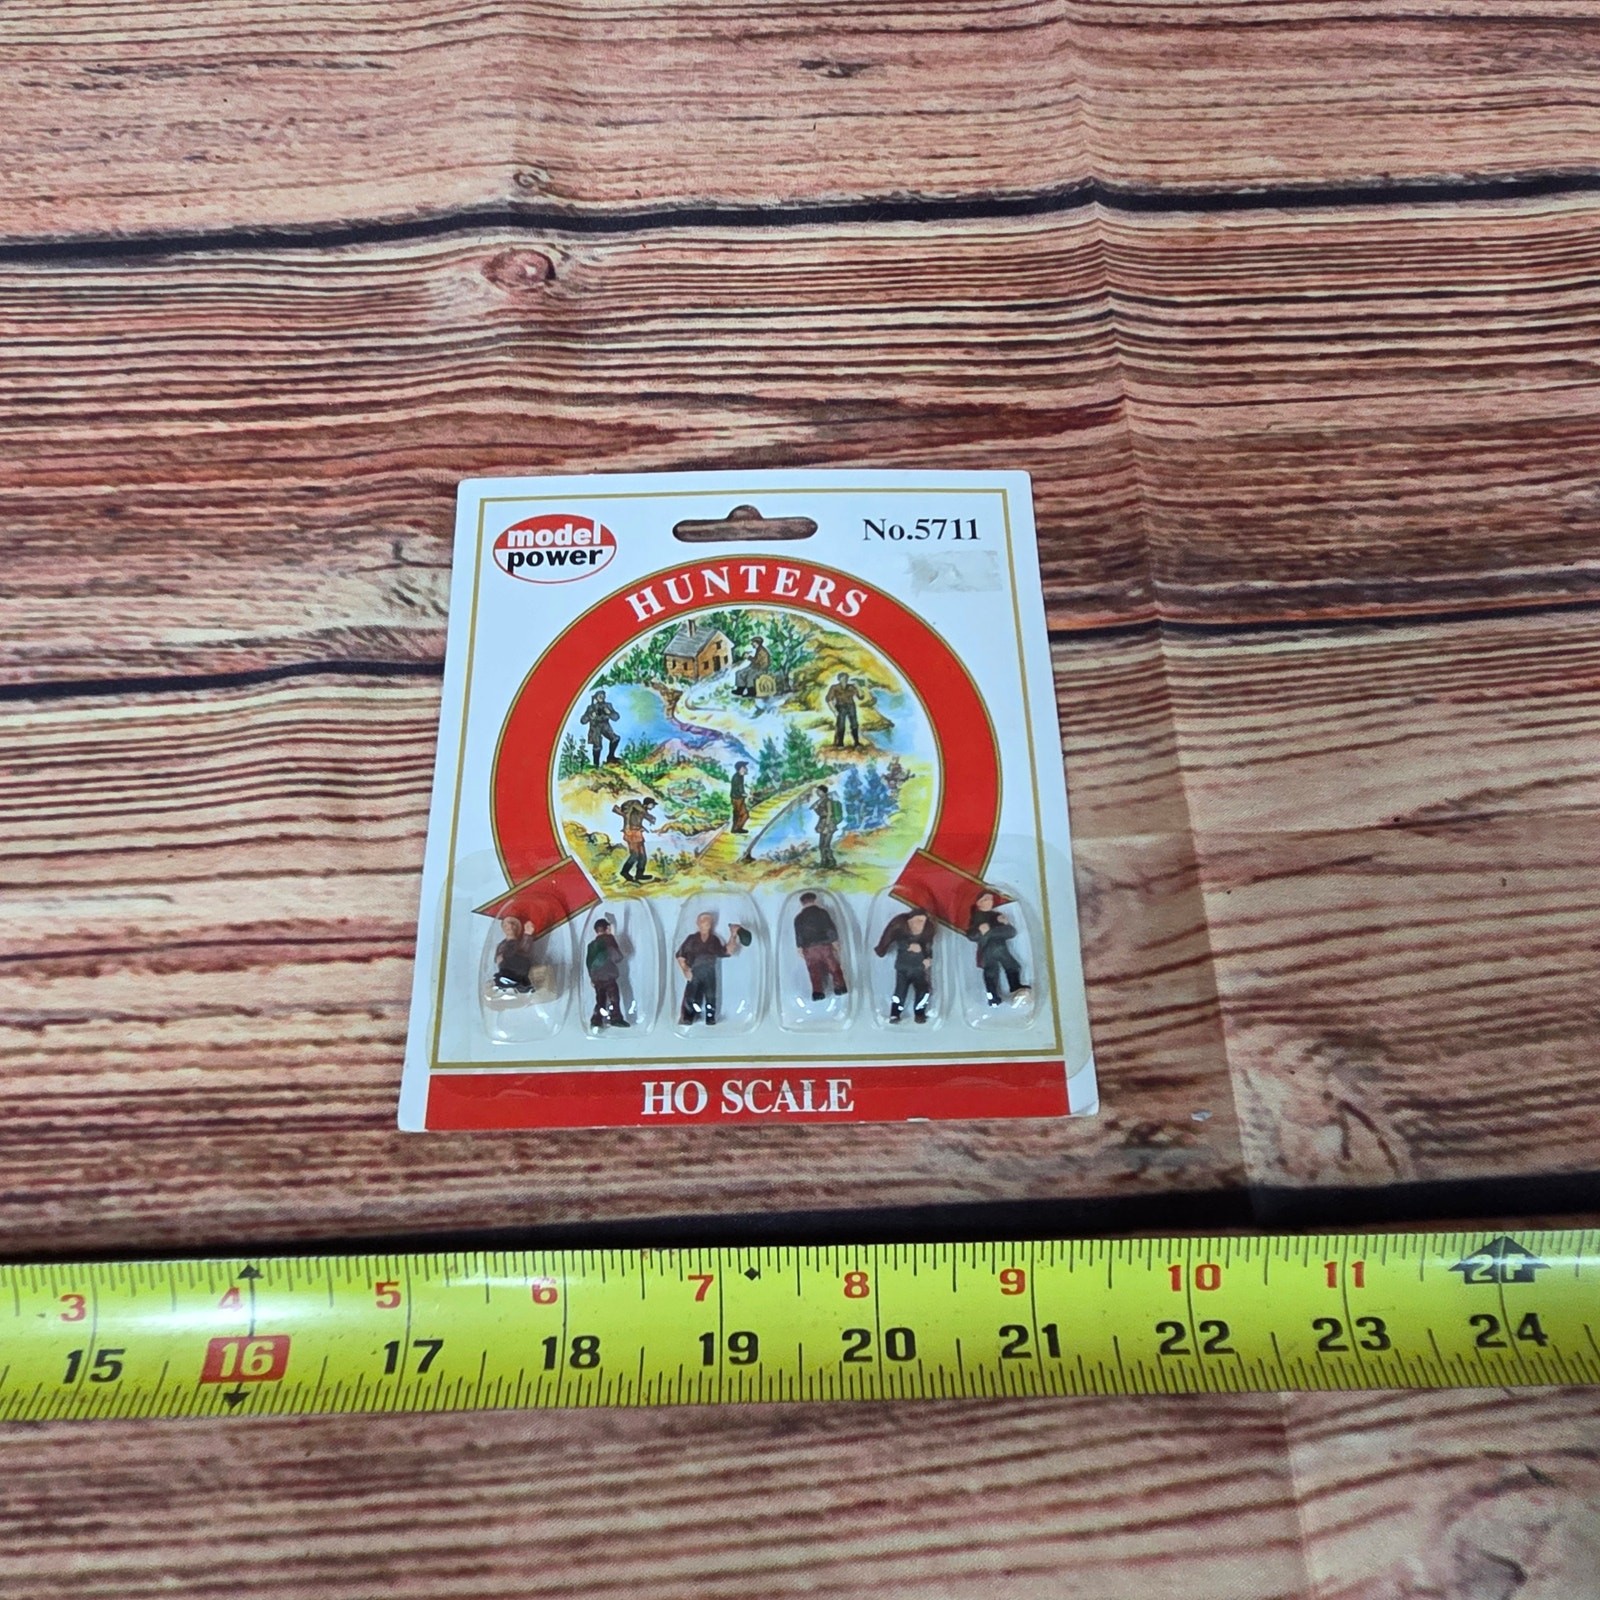 model
power
No.5711
HUNTERS
HO SCALE
3 4 5 6 7 8 9 10 11 2F
15 16 17 18 19 20 21 22 23 24